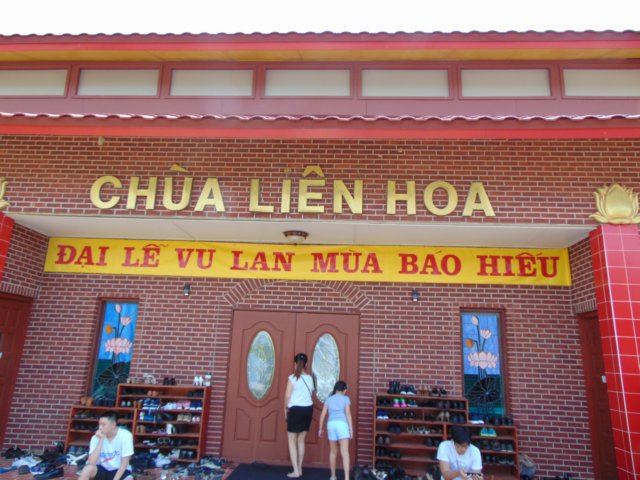 CHÙA LIÊN HOA
ĐẠI LỄ VU LAN MÙA BÁO HIẾU